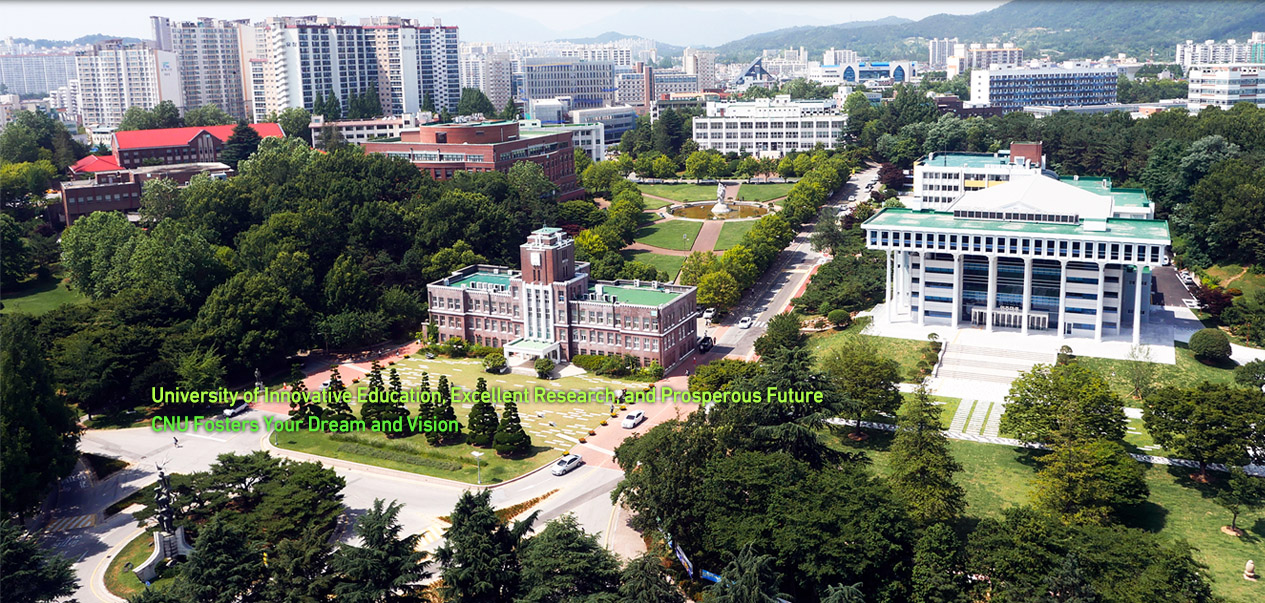 University of Innovative Education, Excellent Research, and Prosperous Future
CNU Fosters Your Dream and Vision